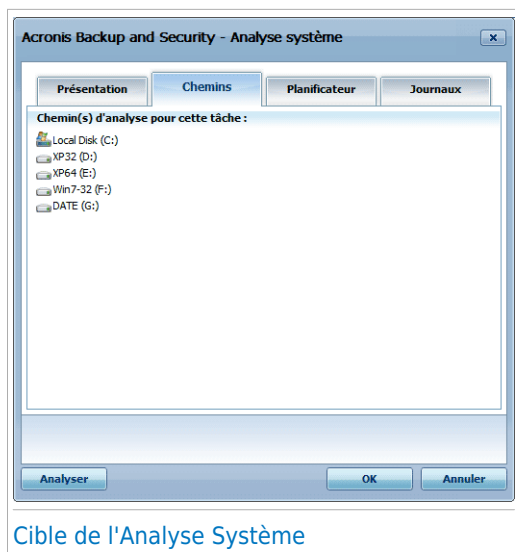 Acronis Backup and Security - Analyse système
Présentation Chemins Planificateur Journaux
Chemin(s) d'analyse pour cette tâche :
Local Disk (C:)
XP32 (D:)
XP64 (E:)
Win7-32 (F:)
DATE (G:)
Analyser OK Annuler
Cible de l'Analyse Système